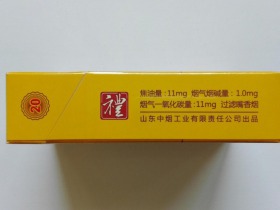 20
禮
焦油量:11mg 烟气烟碱量:1.0mg
烟气一氧化碳量:11mg 过滤嘴香烟
山东中烟工业有限责任公司出品